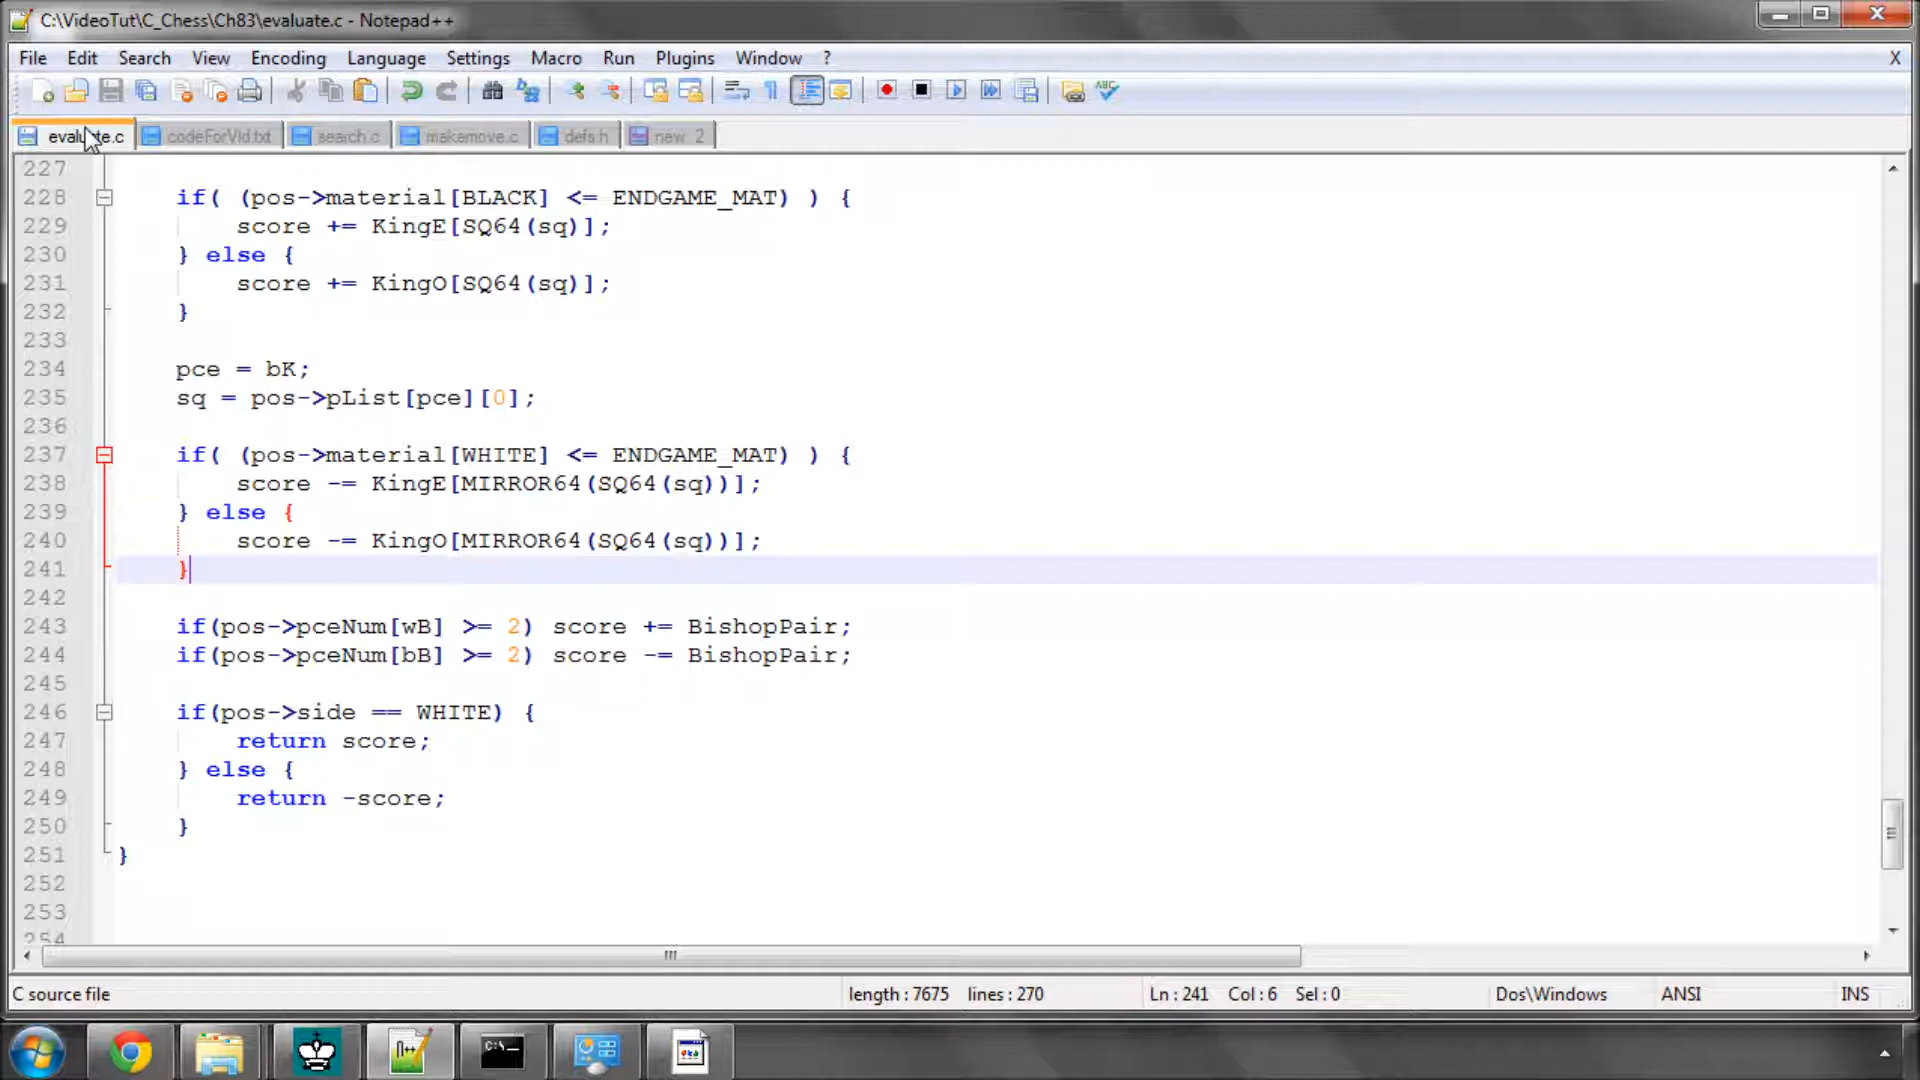 C:\VideoTut\C_Chess\Ch83\evaluate.c - Notepad++
File Edit Search View Encoding Language Settings Macro Run Plugins Window ? X
evaluate.c codeForVid.txt search.c makemove.c defs.h new 2
227
228 if( (pos->material[BLACK] <= ENDGAME_MAT) ) {
229 score += KingE[SQ64(sq)];
230 } else {
231 score += KingO[SQ64(sq)];
232 }
233
234 pce = bK;
235 sq = pos->pList[pce][0];
236
237 if( (pos->material[WHITE] <= ENDGAME_MAT) ) {
238 score -= KingE[MIRROR64(SQ64(sq))];
239 } else {
240 score -= KingO[MIRROR64(SQ64(sq))];
241 }
242
243 if(pos->pceNum[wB] >= 2) score += BishopPair;
244 if(pos->pceNum[bB] >= 2) score -= BishopPair;
245
246 if(pos->side == WHITE) {
247 return score;
248 } else {
249 return -score;
250 }
251 }
252
253
254
C source file length : 7675 lines : 270 Ln : 241 Col : 6 Sel : 0 Dos\Windows ANSI INS